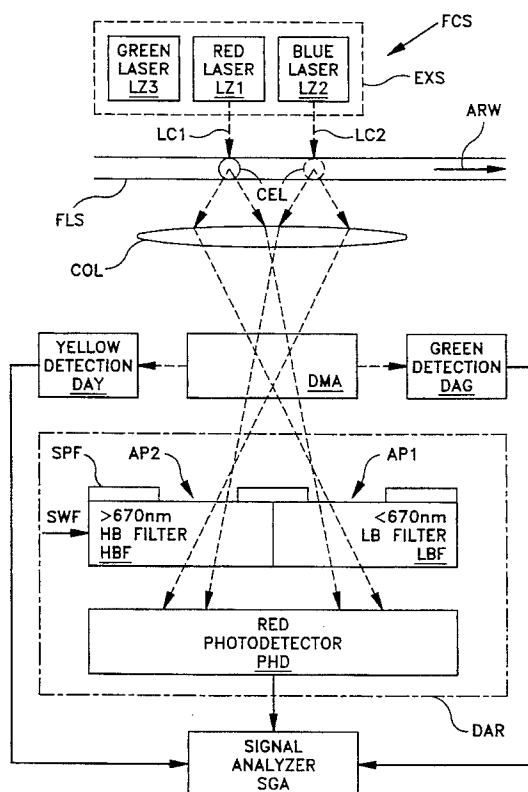 FCS
GREEN LASER LZ3
RED LASER LZ1
BLUE LASER LZ2
EXS
LC1
LC2
ARW
CEL
FLS
COL
YELLOW DETECTION DAY
DMA
GREEN DETECTION DAG
SPF
AP2
AP1
SWF
>670nm HB FILTER HBF
<670nm LB FILTER LBF
RED PHOTODETECTOR PHD
DAR
SIGNAL ANALYZER SGA